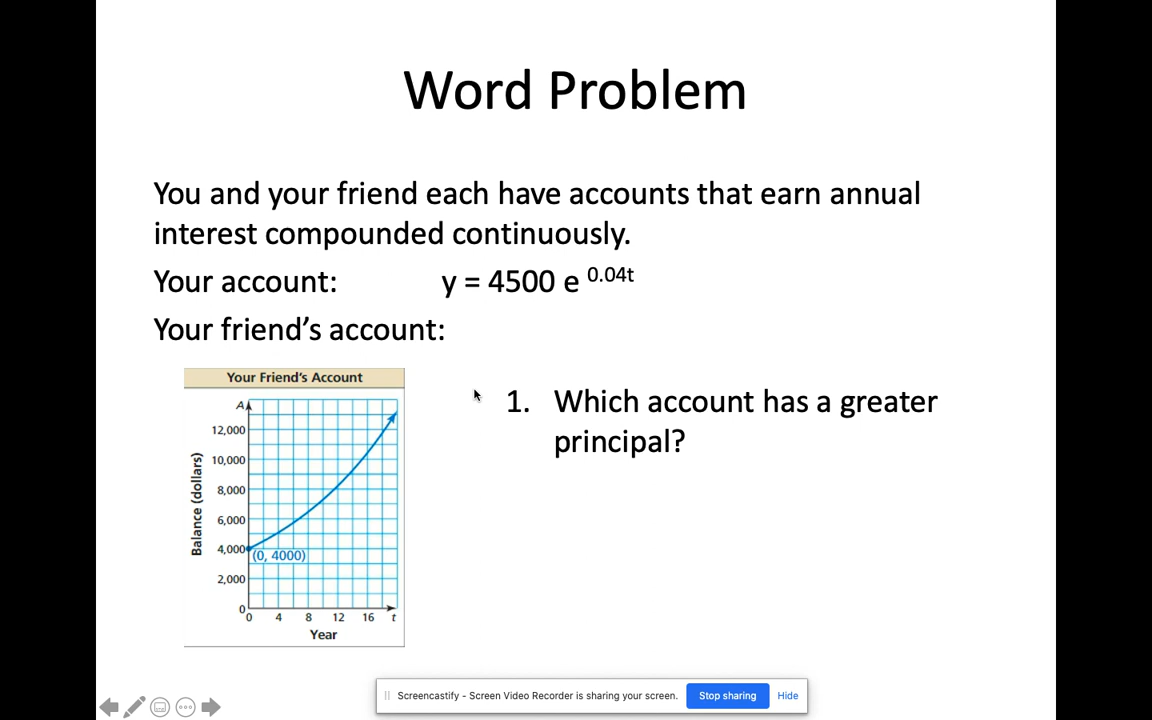 Word Problem
You and your friend each have accounts that earn annual
interest compounded continuously.
Your account: y = 4500 e 0.04t
Your friend's account:
Your Friend's Account
A
12,000
10,000
8,000
6,000
4,000
2,000
0
Balance (dollars)
(0, 4000)
0 4 8 12 16 t
Year
1. Which account has a greater
principal?
Screencastify - Screen Video Recorder is sharing your screen. Stop sharing Hide